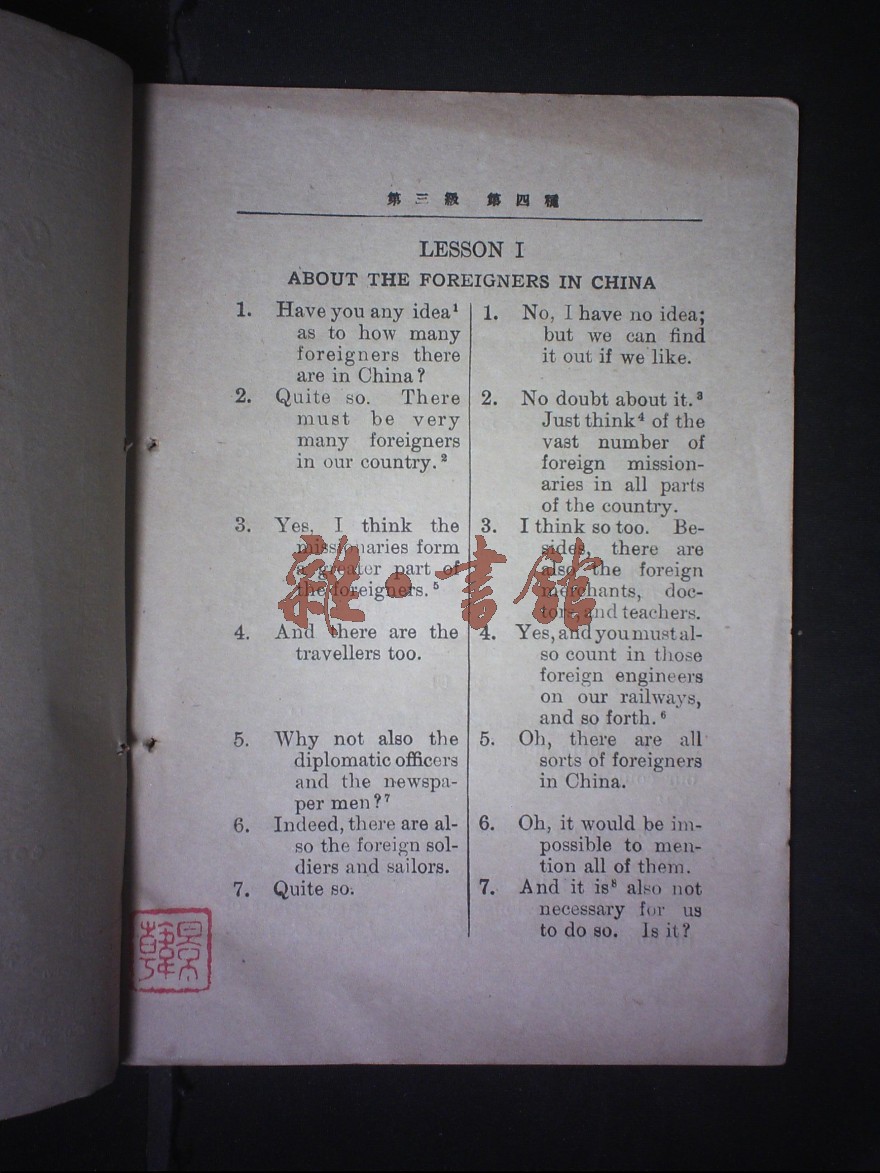 第三級 第四種
LESSON I
ABOUT THE FOREIGNERS IN CHINA
1. Have you any idea¹
as to how many
foreigners there
are in China?
1. No, I have no idea;
but we can find
it out if we like.
2. Quite so. There
must be very
many foreigners
in our country.²
2. No doubt about it.³
Just think⁴ of the
vast number of
foreign mission-
aries in all parts
of the country.
3. Yes, I think the
missionaries form
a greater part of
the foreigners.⁵
3. I think so too. Be-
sides, there are
also the foreign
merchants, doc-
tors, and teachers.
4. And there are the
travellers too.
4. Yes, and you must al-
so count in those
foreign engineers
on our railways,
and so forth.⁶
5. Why not also the
diplomatic officers
and the newspa-
per men?⁷
5. Oh, there are all
sorts of foreigners
in China.
6. Indeed, there are al-
so the foreign sol-
diers and sailors.
6. Oh, it would be im-
possible to men-
tion all of them.
7. Quite so.
7. And it is⁸ also not
necessary for us
to do so. Is it?
雜·書館